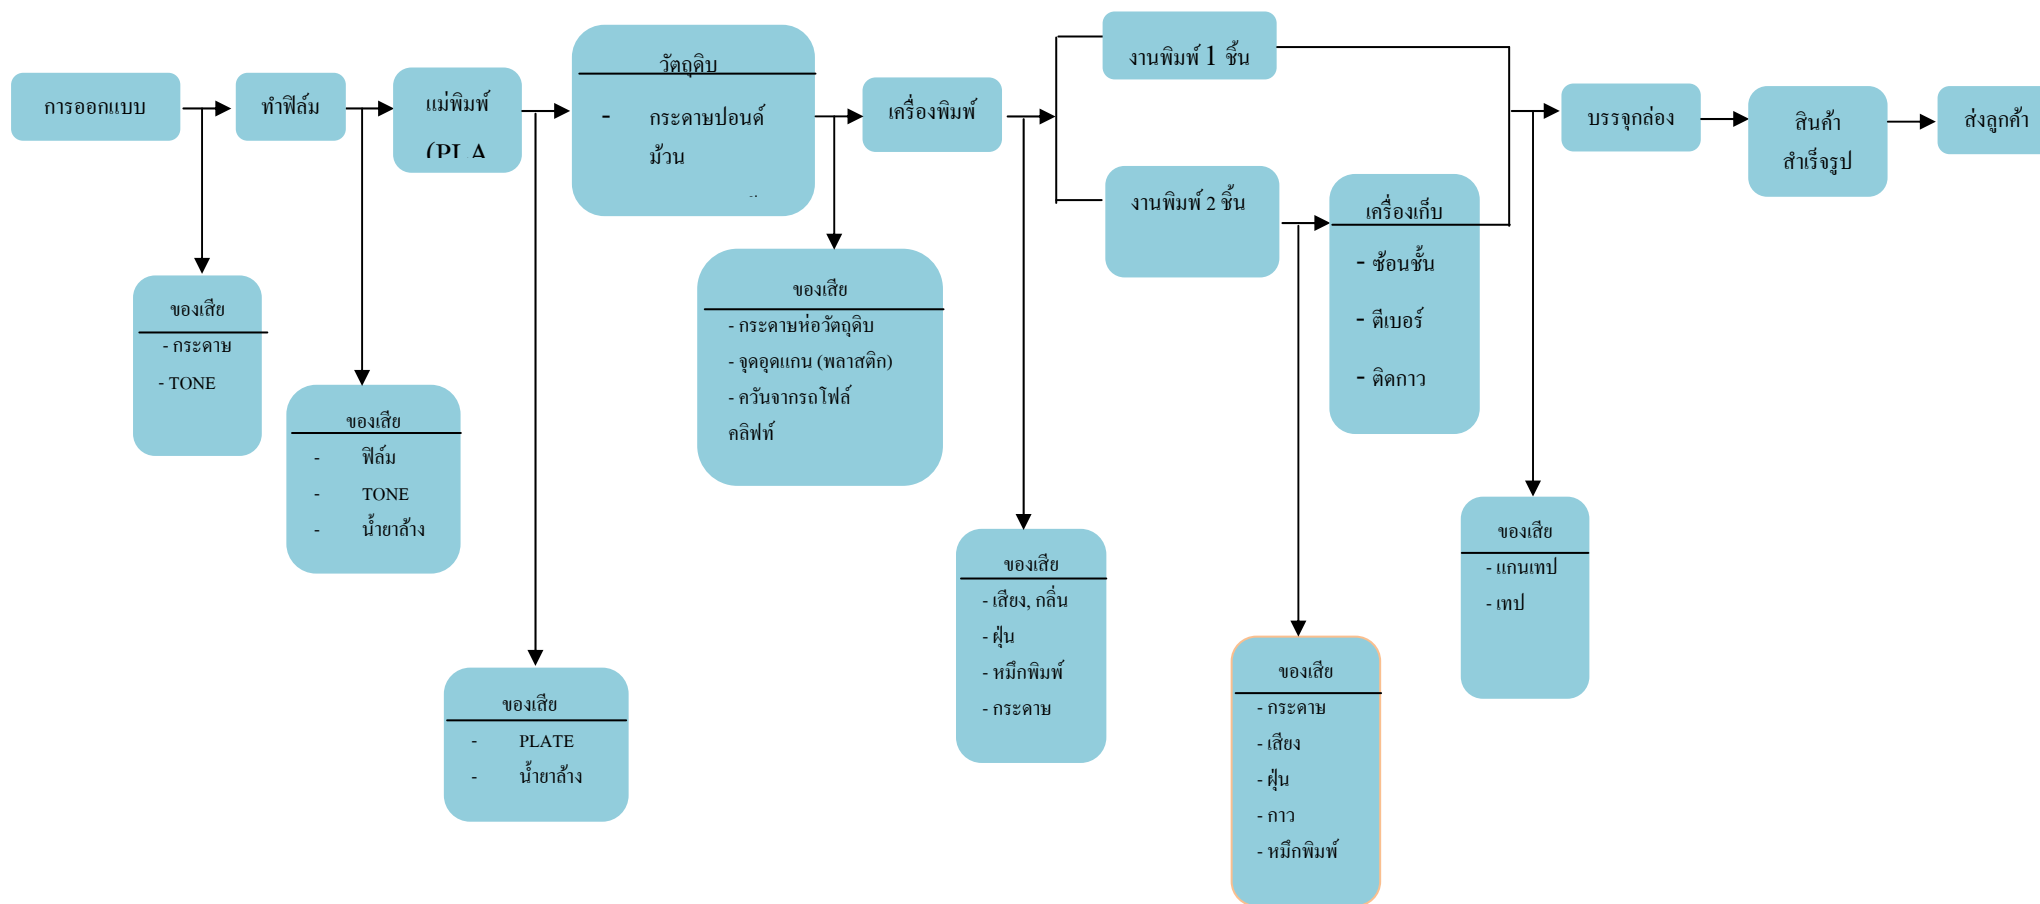 การออกแบบ
ทำฟิล์ม
แม่พิมพ์
(PLA
วัตถุดิบ
- กระดาษปอนด์
ม้วน
เครื่องพิมพ์
งานพิมพ์ 1 ชิ้น
งานพิมพ์ 2 ชิ้น
เครื่องเก็บ
- ซ้อนชั้น
- ตีเบอร์
- ติดกาว
บรรจุกล่อง
สินค้า
สำเร็จรูป
ส่งลูกค้า
ของเสีย
- กระดาษ
- TONE
ของเสีย
- ฟิล์ม
- TONE
- น้ำยาล้าง
ของเสีย
- PLATE
- น้ำยาล้าง
ของเสีย
- กระดาษห่อวัตถุดิบ
- จุดอุดแกน (พลาสติก)
- ควันจากรถโฟล์
คลิฟท์
ของเสีย
- เสียง, กลิ่น
- ฝุ่น
- หมึกพิมพ์
- กระดาษ
ของเสีย
- กระดาษ
- เสียง
- ฝุ่น
- กาว
- หมึกพิมพ์
ของเสีย
- แกนเทป
- เทป